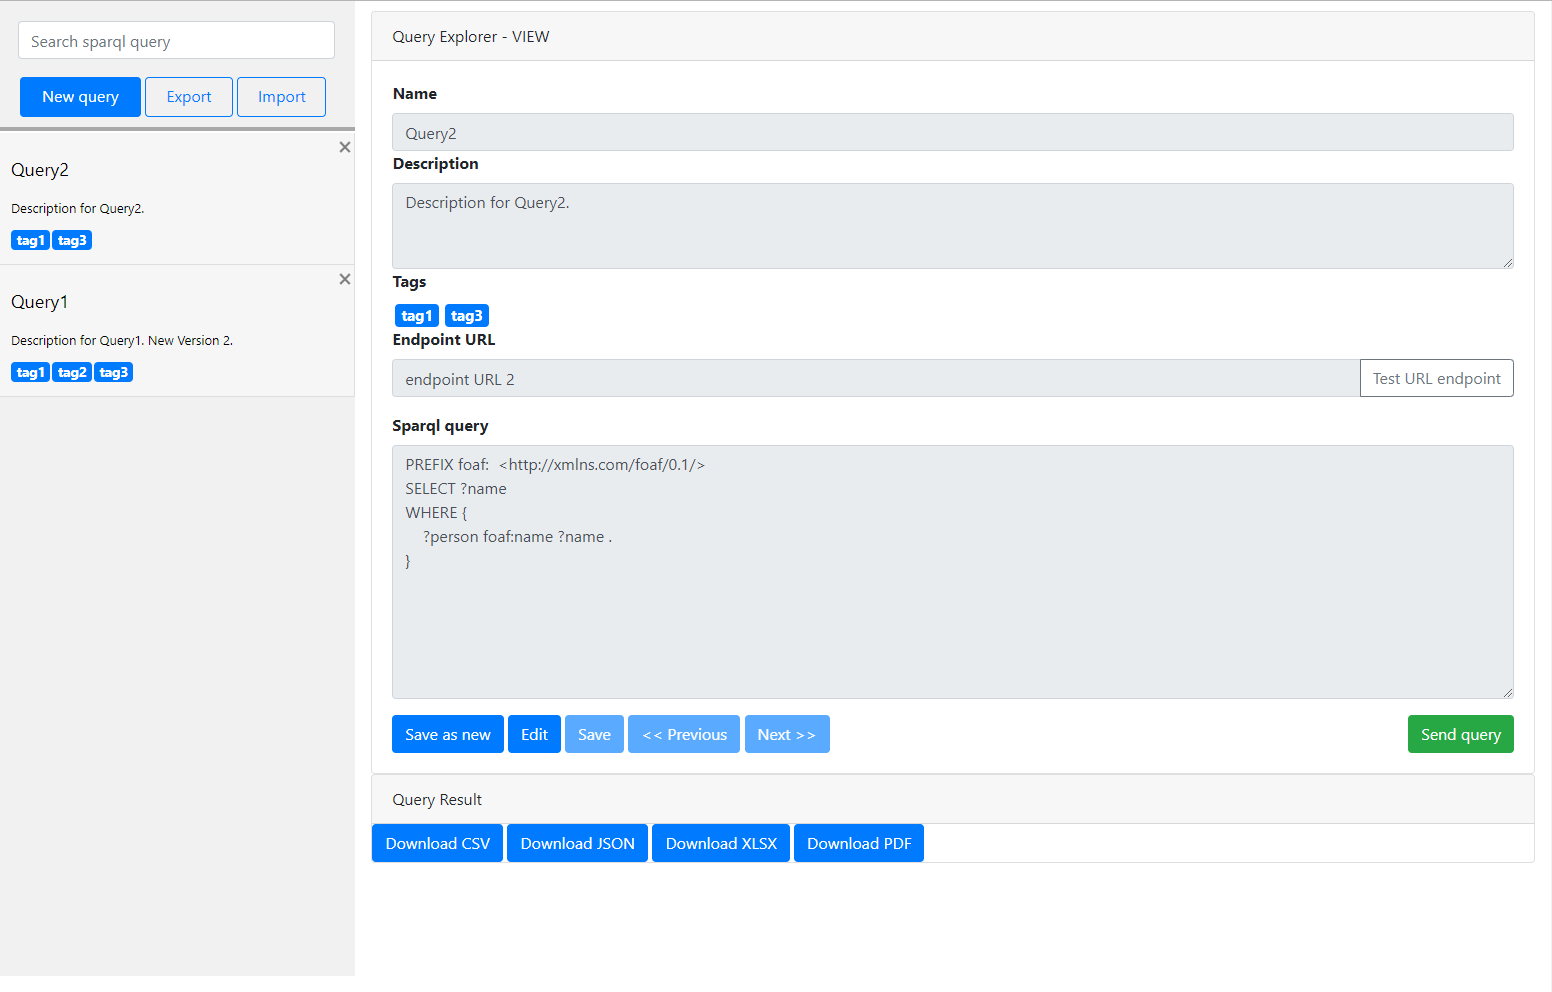 Search sparql query
New query Export Import
×
Query2
Description for Query2.
tag1 tag3
×
Query1
Description for Query1. New Version 2.
tag1 tag2 tag3
Query Explorer - VIEW
Name
Query2
Description
Description for Query2.
Tags
tag1 tag3
Endpoint URL
endpoint URL 2 Test URL endpoint
Sparql query
PREFIX foaf:  <http://xmlns.com/foaf/0.1/>
SELECT ?name
WHERE {
    ?person foaf:name ?name .
}
Save as new Edit Save << Previous Next >> Send query
Query Result
Download CSV Download JSON Download XLSX Download PDF